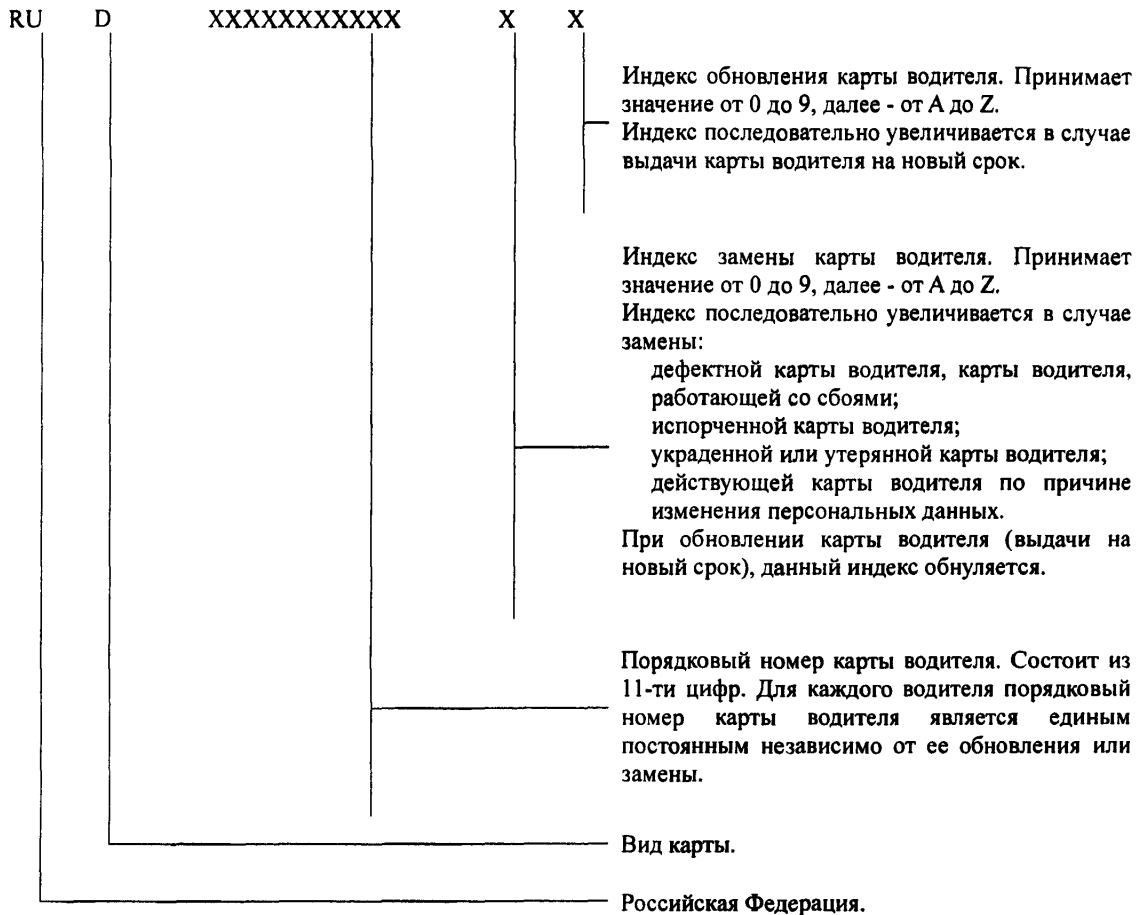 RU D XXXXXXXXXXX X X
Индекс обновления карты водителя. Принимает
значение от 0 до 9, далее - от A до Z.
Индекс последовательно увеличивается в случае
выдачи карты водителя на новый срок.
Индекс замены карты водителя. Принимает
значение от 0 до 9, далее - от A до Z.
Индекс последовательно увеличивается в случае
замены:
дефектной карты водителя, карты водителя,
работающей со сбоями;
испорченной карты водителя;
украденной или утерянной карты водителя;
действующей карты водителя по причине
изменения персональных данных.
При обновлении карты водителя (выдачи на
новый срок), данный индекс обнуляется.
Порядковый номер карты водителя. Состоит из
11-ти цифр. Для каждого водителя порядковый
номер карты водителя является единым
постоянным независимо от ее обновления или
замены.
Вид карты.
Российская Федерация.